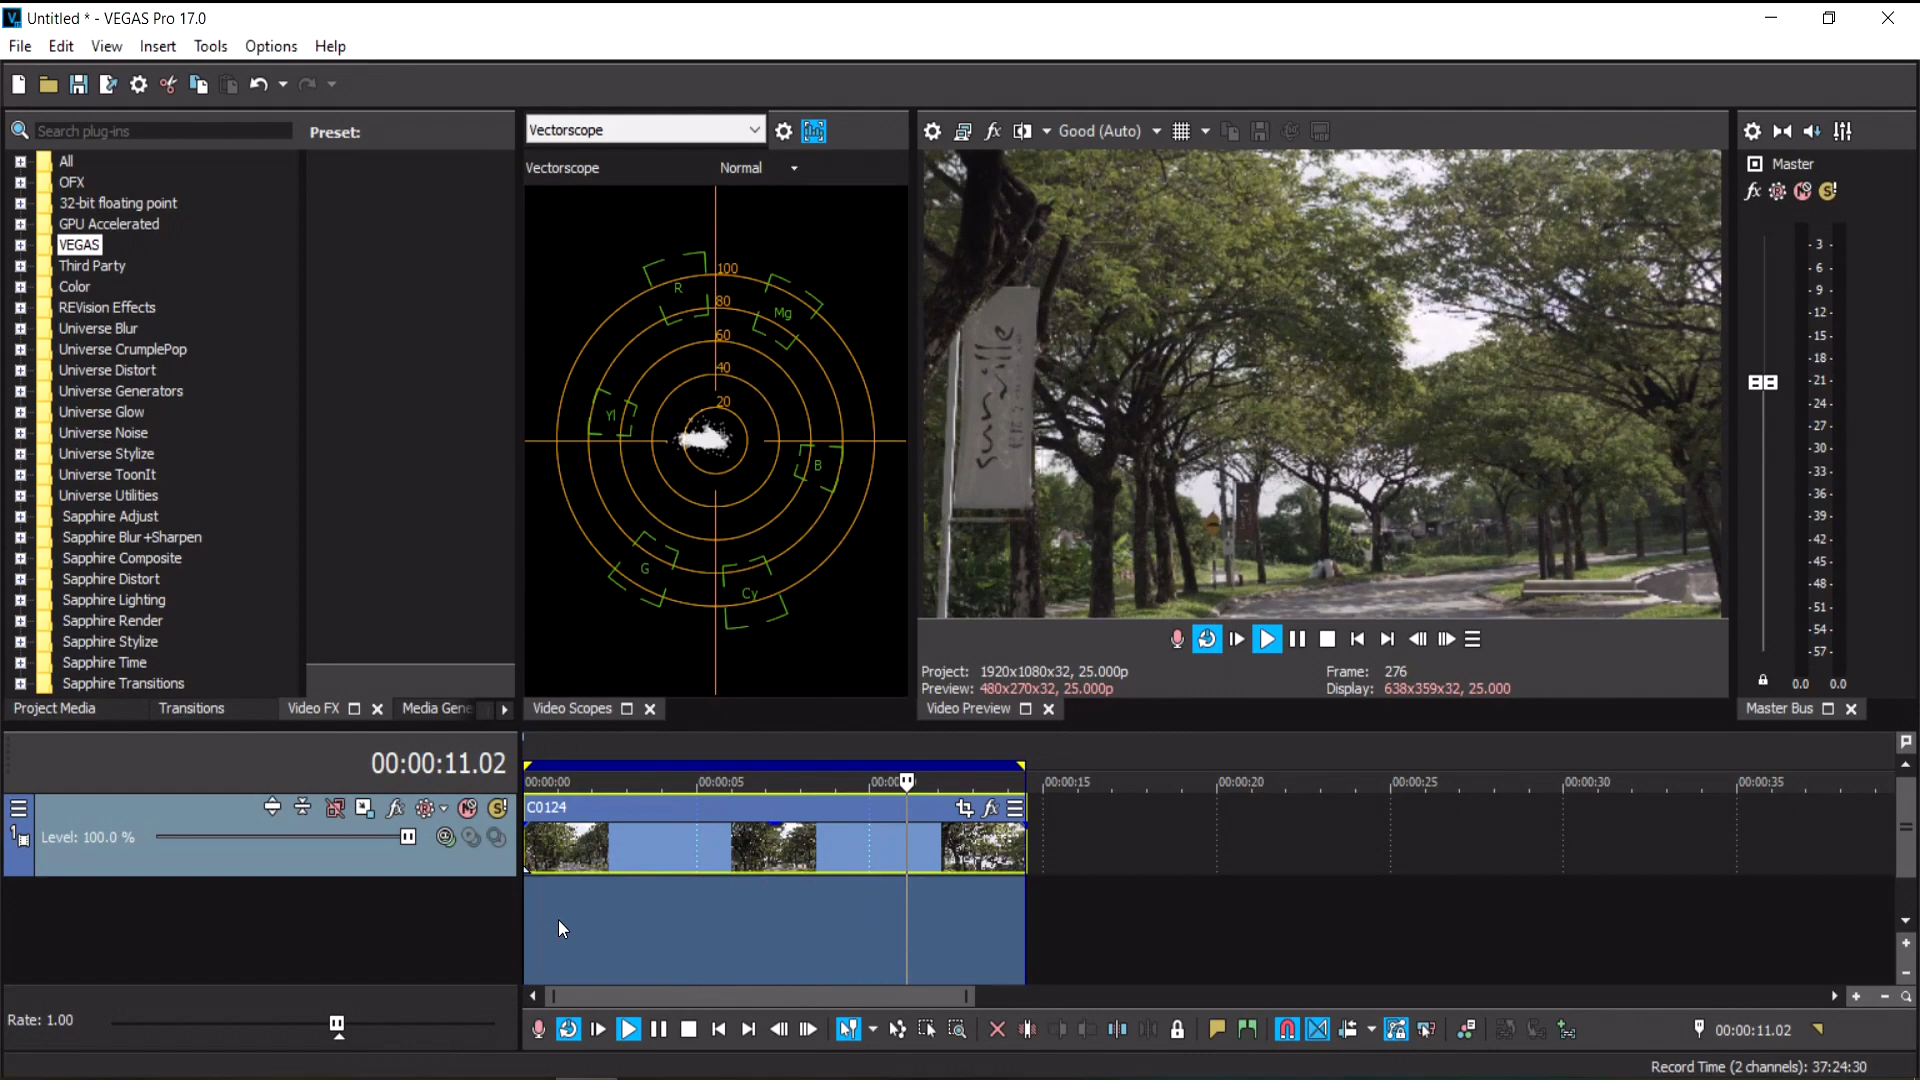 Untitled * - VEGAS Pro 17.0
File Edit View Insert Tools Options Help
Search plug-ins
Preset:
All
OFX
32-bit floating point
GPU Accelerated
VEGAS
Third Party
Color
REVision Effects
Universe Blur
Universe CrumplePop
Universe Distort
Universe Generators
Universe Glow
Universe Noise
Universe Stylize
Universe ToonIt
Universe Utilities
Sapphire Adjust
Sapphire Blur+Sharpen
Sapphire Composite
Sapphire Distort
Sapphire Lighting
Sapphire Render
Sapphire Stylize
Sapphire Time
Sapphire Transitions
Project Media Transitions Video FX Media Gene
Vectorscope
Vectorscope Normal
100
80
60
40
20
R
Mg
Yl
B
G
Cy
Video Scopes
Good (Auto)
sunville
Project: 1920x1080x32, 25.000p
Preview: 480x270x32, 25.000p
Frame: 276
Display: 638x359x32, 25.000
Video Preview
Master
- 3 -
- 6 -
- 9 -
- 12 -
- 15 -
- 18 -
- 21 -
- 24 -
- 27 -
- 30 -
- 33 -
- 36 -
- 39 -
- 42 -
- 45 -
- 48 -
- 51 -
- 54 -
- 57 -
0.0 0.0
Master Bus
00:00:11.02
00:00:00 00:00:05 00:00: 00:00:15 00:00:20 00:00:25 00:00:30 00:00:35
C0124
1
Level: 100.0 %
Rate: 1.00
00:00:11.02
Record Time (2 channels): 37:24:30